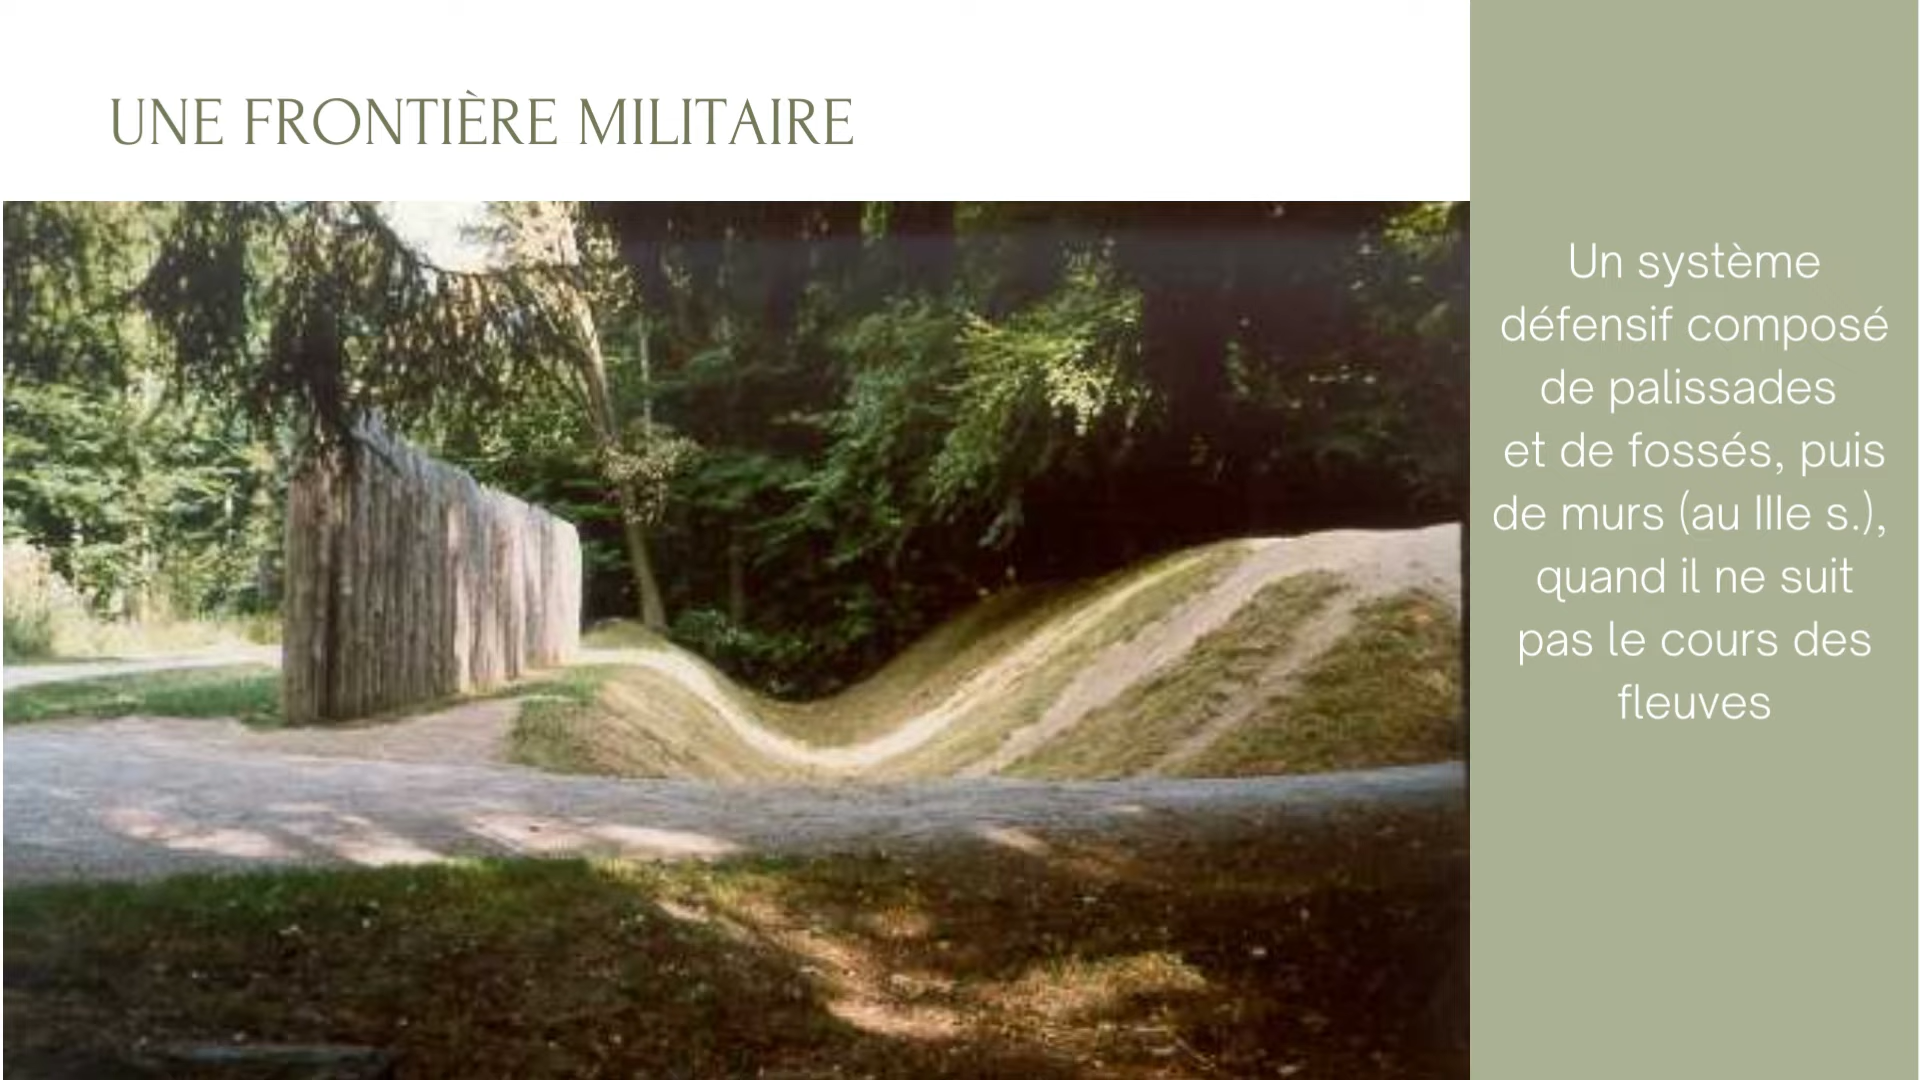 UNE FRONTIÈRE MILITAIRE
Un système
défensif composé
de palissades
et de fossés, puis
de murs (au IIIe s.),
quand il ne suit
pas le cours des
fleuves